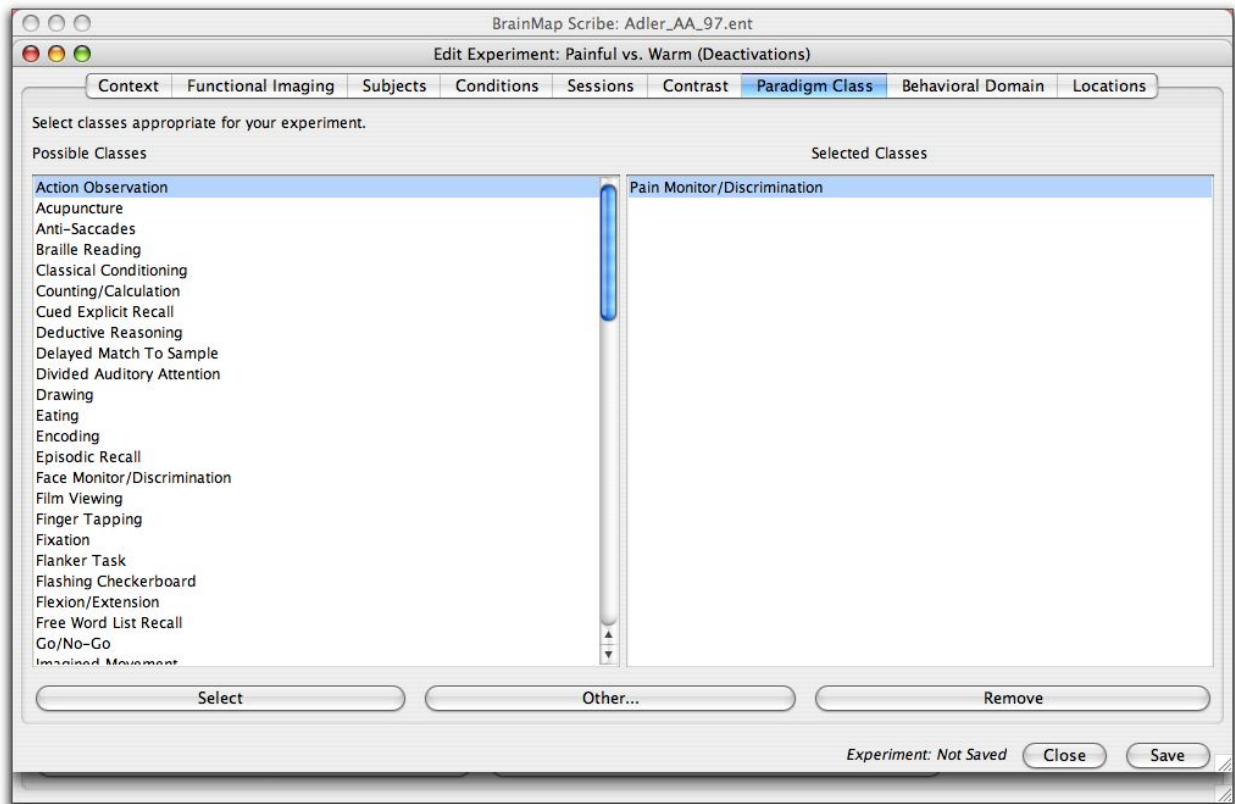 BrainMap Scribe: Adler_AA_97.ent
Edit Experiment: Painful vs. Warm (Deactivations)
Context Functional Imaging Subjects Conditions Sessions Contrast Paradigm Class Behavioral Domain Locations
Select classes appropriate for your experiment.
Possible Classes Selected Classes
Action Observation Pain Monitor/Discrimination
Acupuncture
Anti-Saccades
Braille Reading
Classical Conditioning
Counting/Calculation
Cued Explicit Recall
Deductive Reasoning
Delayed Match To Sample
Divided Auditory Attention
Drawing
Eating
Encoding
Episodic Recall
Face Monitor/Discrimination
Film Viewing
Finger Tapping
Fixation
Flanker Task
Flashing Checkerboard
Flexion/Extension
Free Word List Recall
Go/No-Go
Imagined Movement
Select Other... Remove
Experiment: Not Saved Close Save